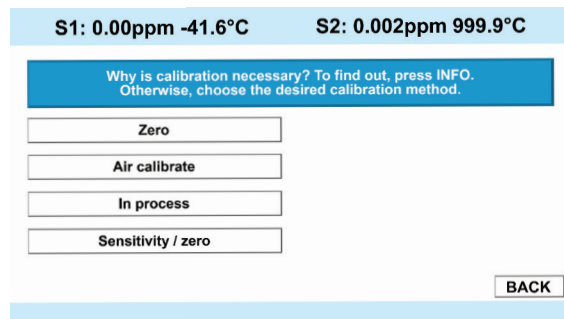 S1: 0.00ppm -41.6°C S2: 0.002ppm 999.9°C
Why is calibration necessary? To find out, press INFO.
Otherwise, choose the desired calibration method.
Zero
Air calibrate
In process
Sensitivity / zero
BACK